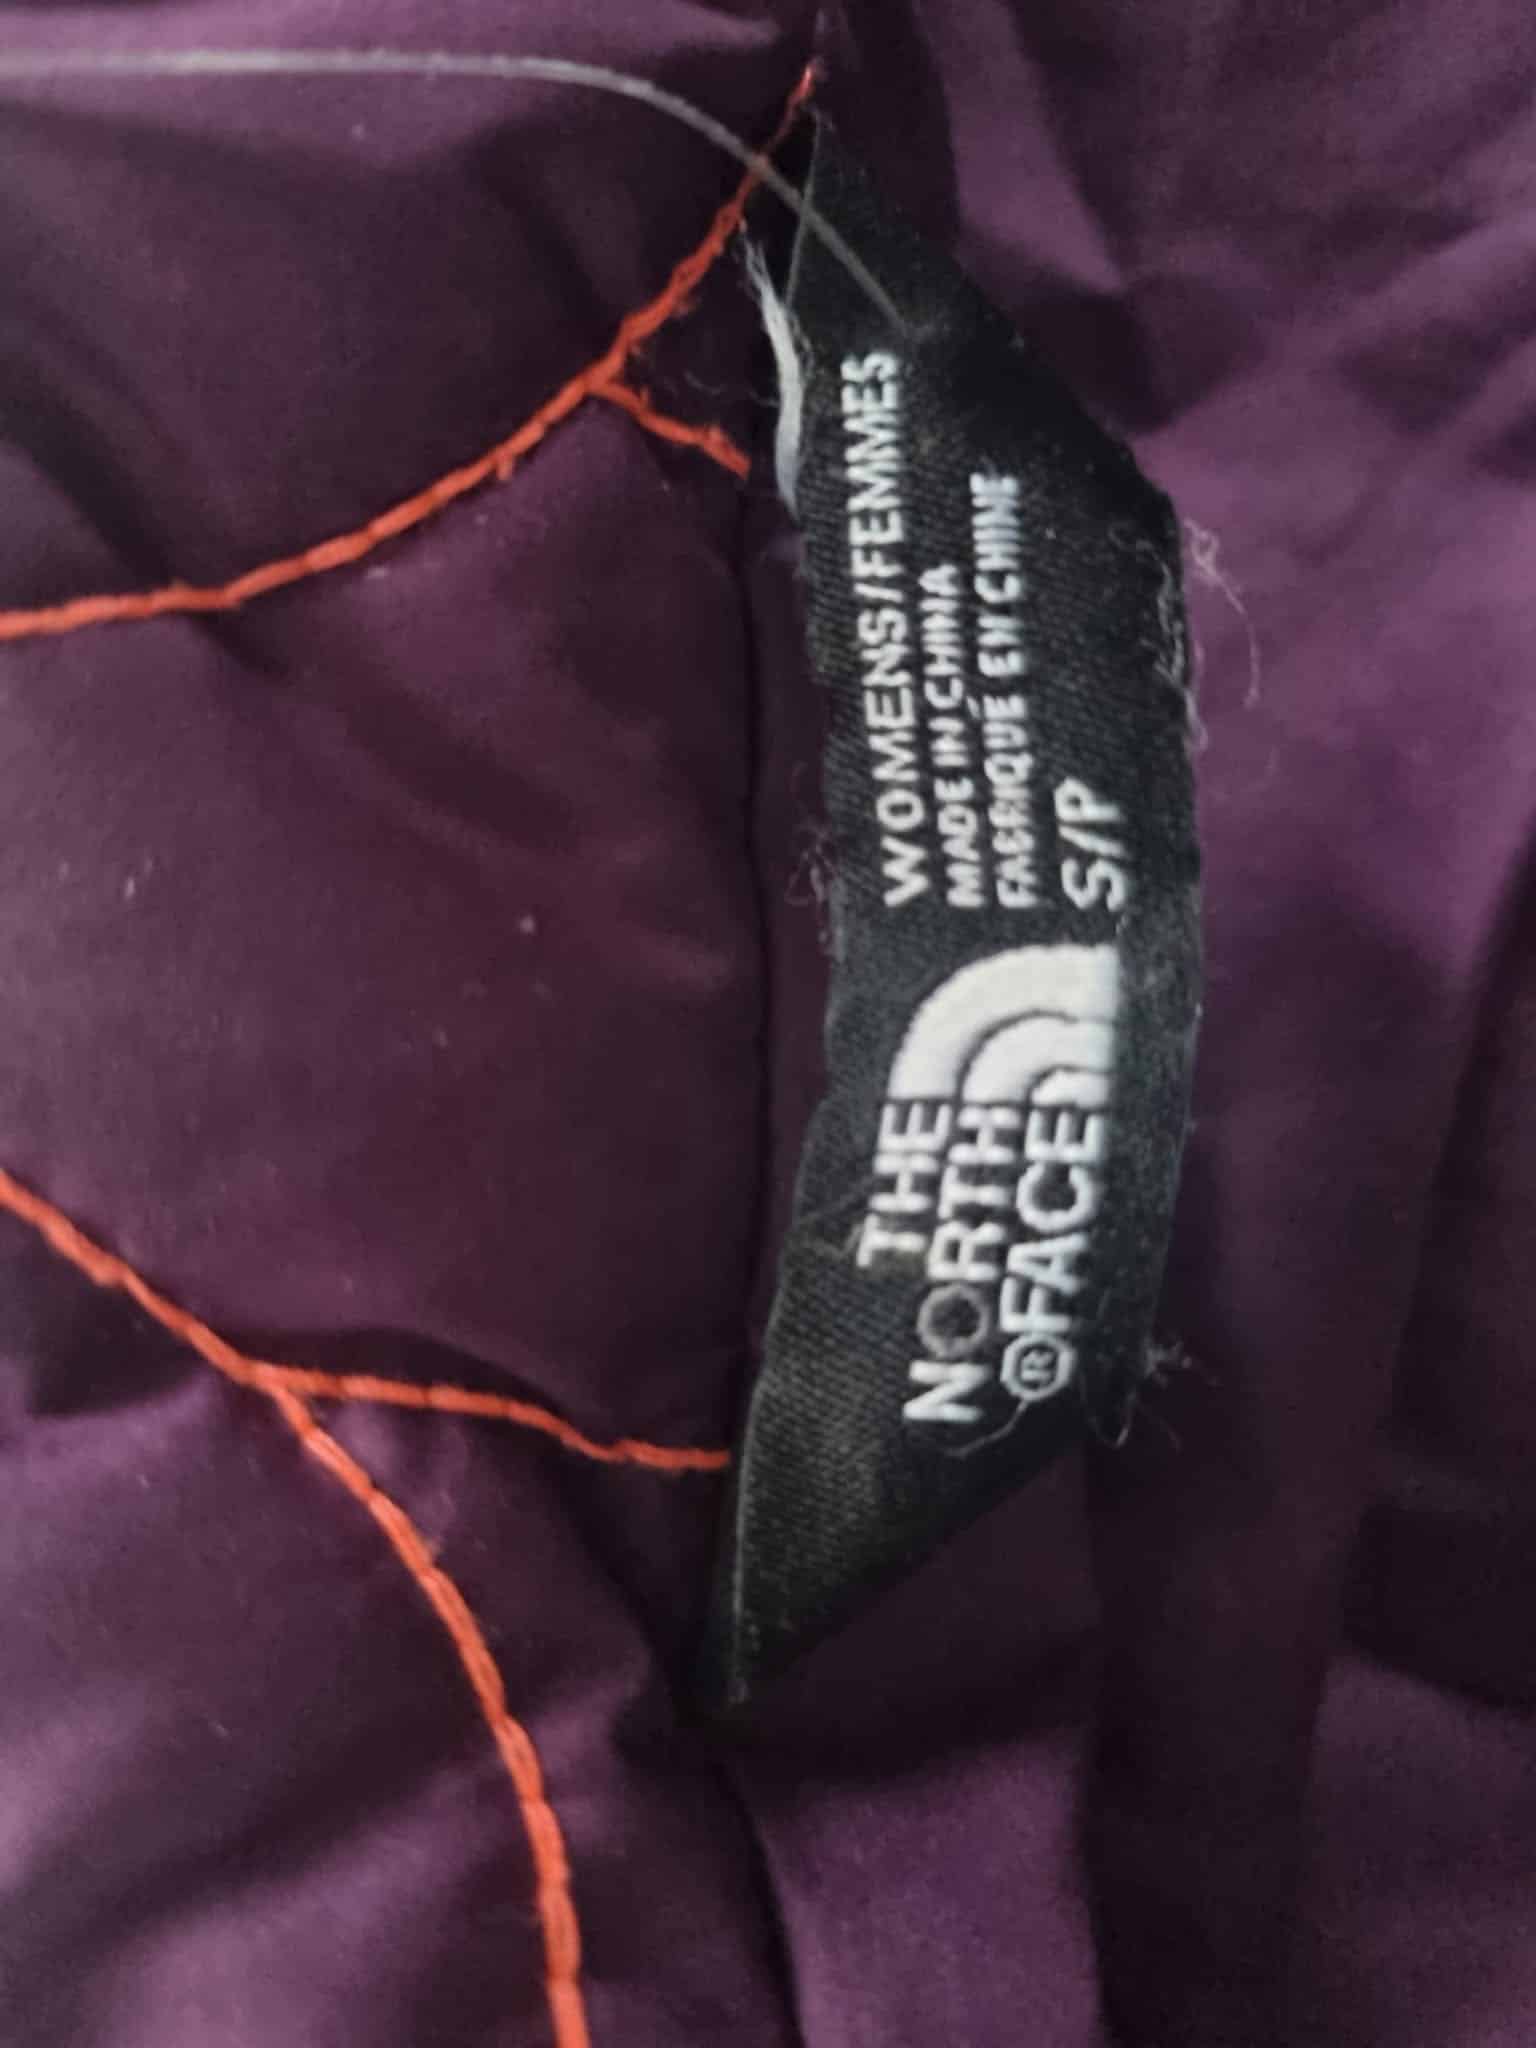 WOMENS/FEMMES
MADE IN CHINA
FABRIQUÉ EN CHINE
S/P
THE
NORTH
FACE
®